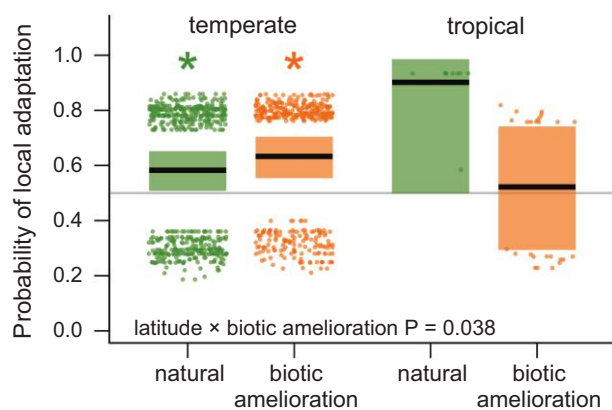 temperate
tropical
Probability of local adaptation
1.0
0.8
0.6
0.4
0.2
0.0
* *
latitude × biotic amelioration P = 0.038
natural
biotic
amelioration
natural
biotic
amelioration